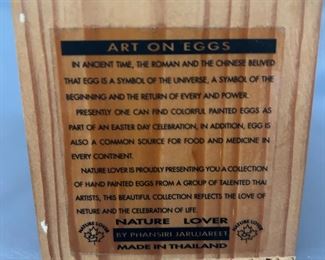 ART ON EGGS
IN ANCIENT TIME, THE ROMAN AND THE CHINESE BELIVED
THAT EGG IS A SYMBOL OF THE UNIVERSE, A SYMBOL OF THE
BEGINNING AND THE RETURN OF EVERY AND POWER.
PRESENTLY ONE CAN FIND COLORFUL PAINTED EGGS AS
PART OF AN EASTER DAY CELEBRATION, IN ADDITION, EGG IS
ALSO A COMMON SOURCE FOR FOOD AND MEDICINE IN
EVERY CONTINENT.
NATURE LOVER IS PROUDLY PRESENTING YOU A COLLECTION
OF HAND PAINTED EGGS FROM A GROUP OF TALENTED THAI
ARTISTS, THIS BEAUTIFUL COLLECTION REFLECTS THE LOVE OF
NATURE AND THE CELEBRATION OF LIFE.
NATURE LOVER
BY PHANSIRI JARUJAREET
MADE IN THAILAND
NATURE LOVER
NATURE LOVER